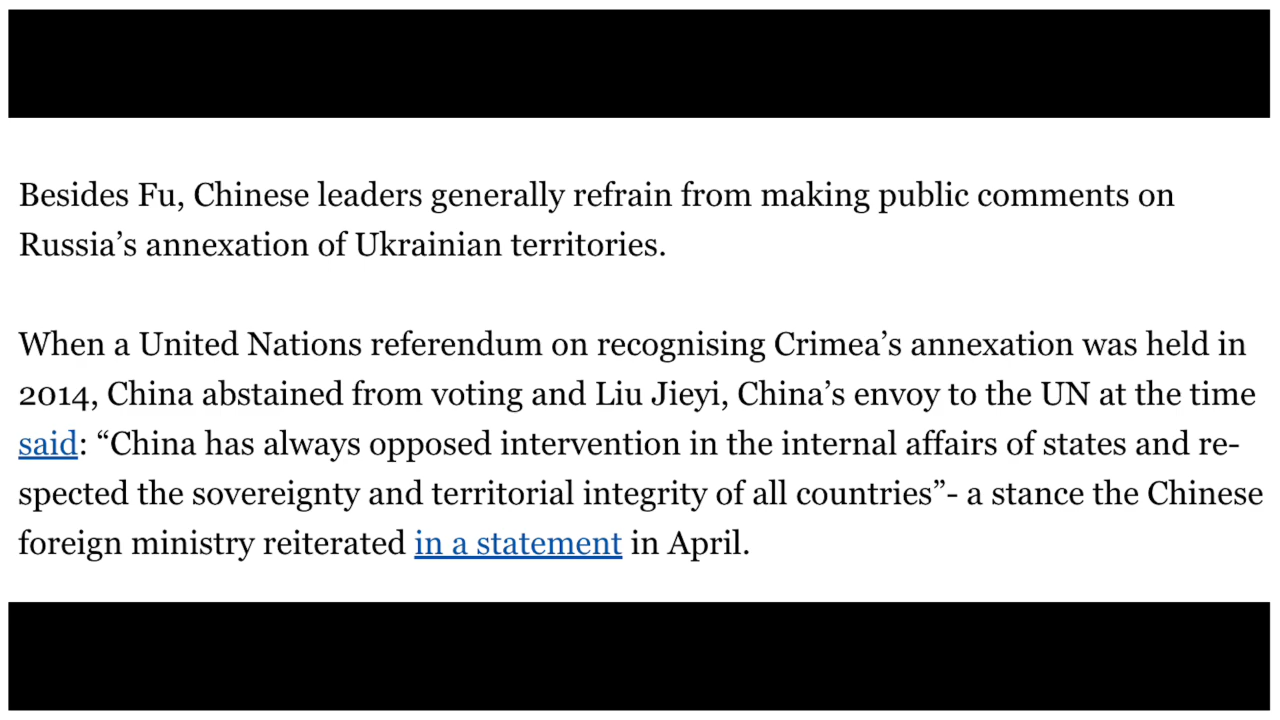 Besides Fu, Chinese leaders generally refrain from making public comments on
Russia’s annexation of Ukrainian territories.
When a United Nations referendum on recognising Crimea’s annexation was held in
2014, China abstained from voting and Liu Jieyi, China’s envoy to the UN at the time
said: “China has always opposed intervention in the internal affairs of states and re-
spected the sovereignty and territorial integrity of all countries”- a stance the Chinese
foreign ministry reiterated in a statement in April.